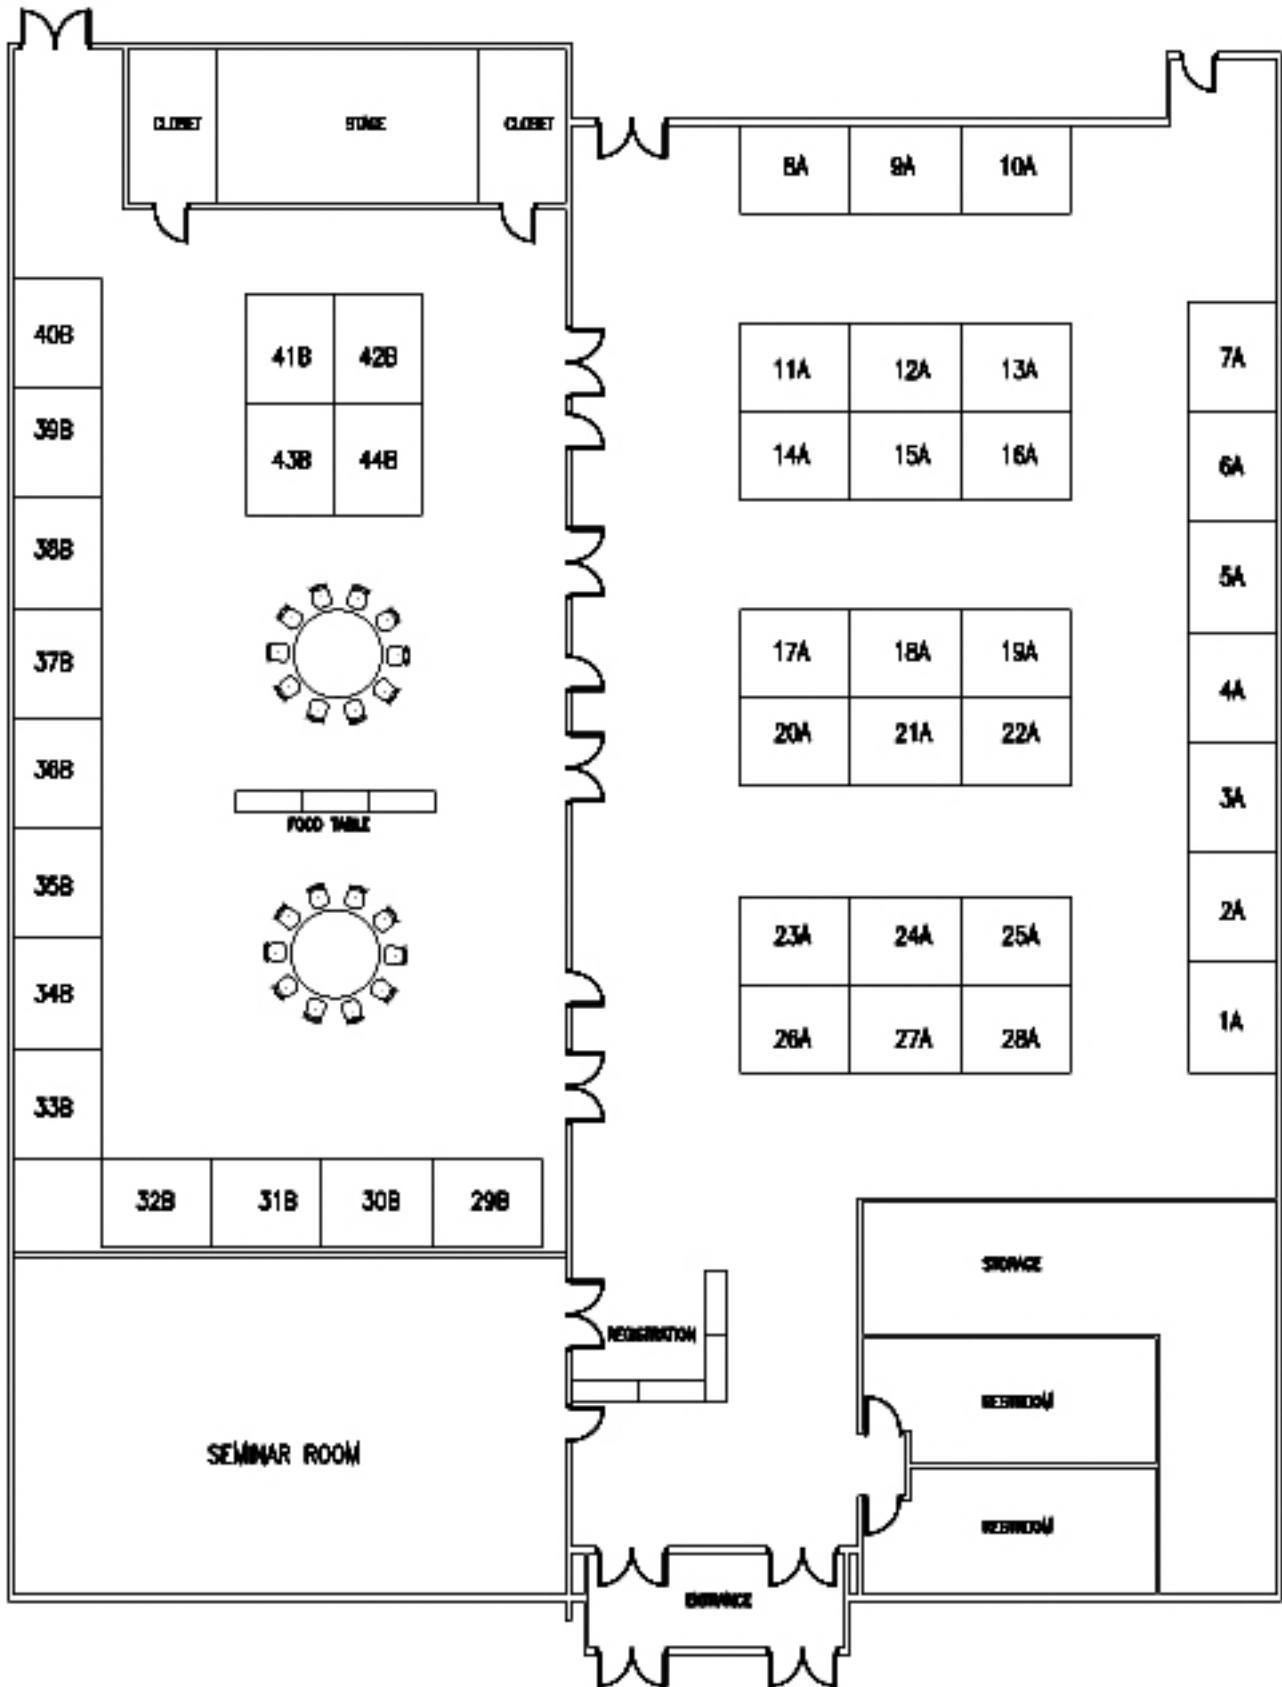 CLOSET
STAGE
CLOSET
8A
9A
10A
40B
41B
42B
11A
12A
13A
7A
39B
43B
44B
14A
15A
16A
6A
38B
5A
37B
17A
18A
19A
4A
36B
20A
21A
22A
3A
FOOD TABLE
35B
2A
23A
24A
25A
34B
1A
26A
27A
28A
33B
32B
31B
30B
29B
STORAGE
REGISTRATION
RESTROOM
SEMINAR ROOM
RESTROOM
ENTRANCE